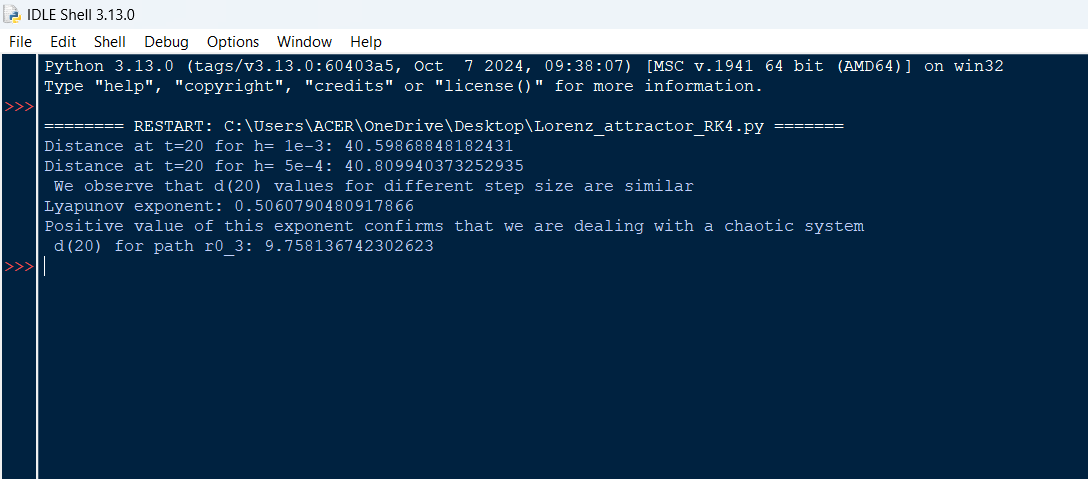 IDLE Shell 3.13.0
File Edit Shell Debug Options Window Help
Python 3.13.0 (tags/v3.13.0:60403a5, Oct  7 2024, 09:38:07) [MSC v.1941 64 bit (AMD64)] on win32
Type "help", "copyright", "credits" or "license()" for more information.
>>>
======== RESTART: C:\Users\ACER\OneDrive\Desktop\Lorenz_attractor_RK4.py =======
Distance at t=20 for h= 1e-3: 40.59868848182431
Distance at t=20 for h= 5e-4: 40.809940373252935
 We observe that d(20) values for different step size are similar
Lyapunov exponent: 0.5060790480917866
Positive value of this exponent confirms that we are dealing with a chaotic system
 d(20) for path r0_3: 9.758136742302623
>>>